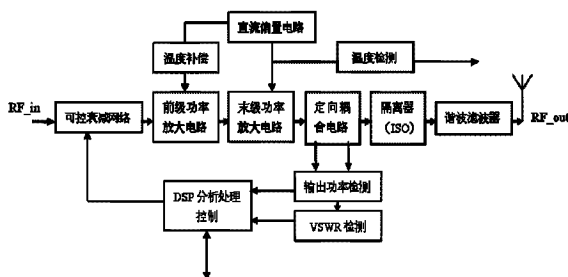 直流偏置电路
温度补偿
温度检测
RF_in
可控衰减网络
前级功率
放大电路
末级功率
放大电路
定向耦
合电路
隔离器
(ISO)
谐波滤波器
RF_out
DSP 分析处理
控制
输出功率检测
VSWR 检测